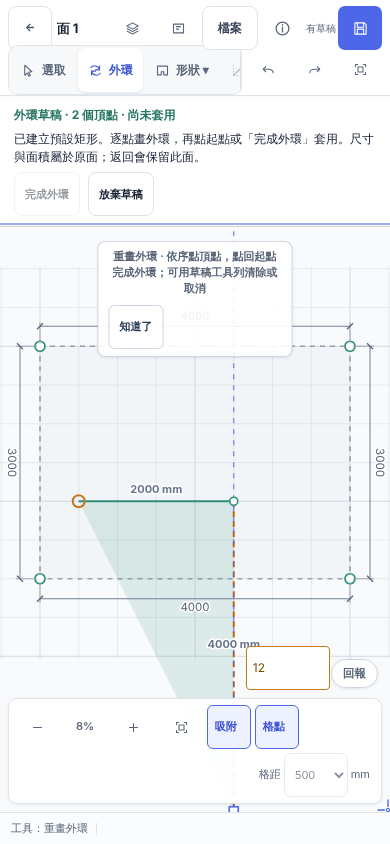 面 1
檔案
有草稿
選取
外環
形狀 ▾
外環草稿 · 2 個頂點 · 尚未套用
已建立預設矩形。逐點畫外環，再點起點或「完成外環」套用。尺寸
與面積屬於原面；返回會保留此面。
完成外環
放棄草稿
重畫外環 · 依序點頂點，點回起點
完成外環；可用草稿工具列清除或
取消
知道了
4000
3000
3000
2000 mm
4000
4000 mm
12
回報
8%
吸附
格點
格距
500
mm
工具：重畫外環